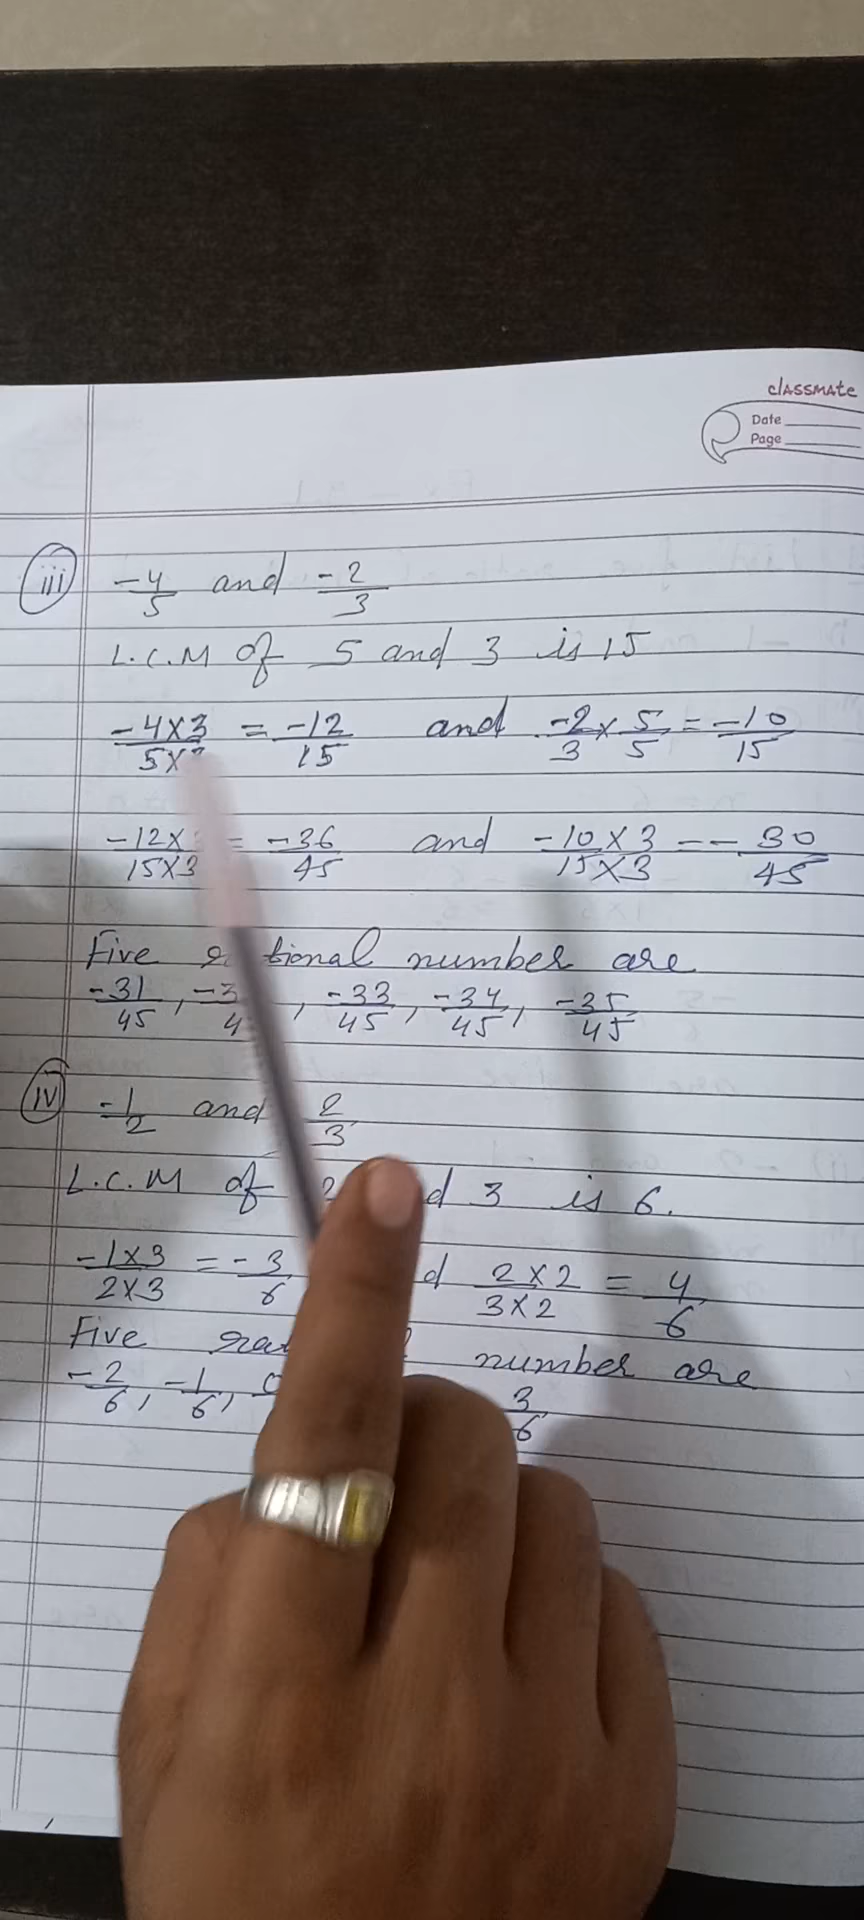 classmate
Date
Page
iii -4/5 and -2/3
L.C.M of 5 and 3 is 15
-4×3/5× = -12/15 and -2/3 × 5/5 = -10/15
-12×/15×3 = -36/45 and -10×3/15×3 = -30/45
Five number are
-31/45, , -33/45, -34/45, -35/45
iv -1/2 and 2/3
L.C.M of 3 is 6.
-1×3/2×3 = -3/6 2×2/3×2 = 4/6
Five number are
-2/6, -1/6, 3/6